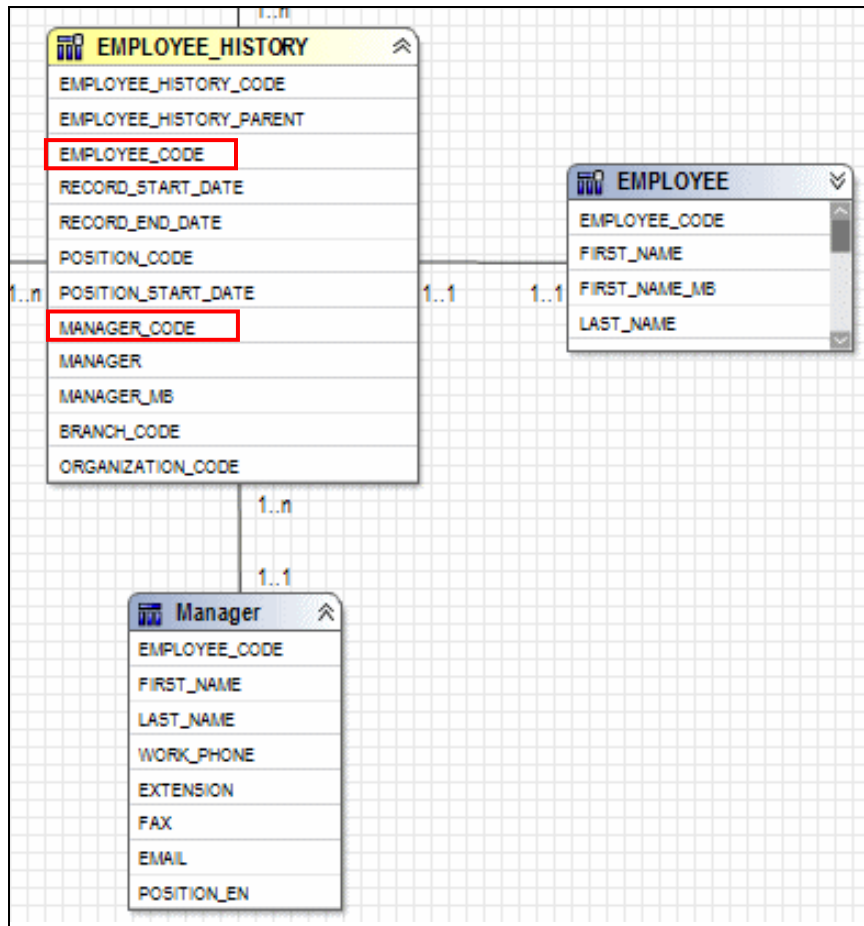 1..n
EMPLOYEE_HISTORY
EMPLOYEE_HISTORY_CODE
EMPLOYEE_HISTORY_PARENT
EMPLOYEE_CODE
RECORD_START_DATE
RECORD_END_DATE
POSITION_CODE
POSITION_START_DATE
MANAGER_CODE
MANAGER
MANAGER_MB
BRANCH_CODE
ORGANIZATION_CODE
1..n
1..1
1..1
EMPLOYEE
EMPLOYEE_CODE
FIRST_NAME
FIRST_NAME_MB
LAST_NAME
1..n
1..1
Manager
EMPLOYEE_CODE
FIRST_NAME
LAST_NAME
WORK_PHONE
EXTENSION
FAX
EMAIL
POSITION_EN